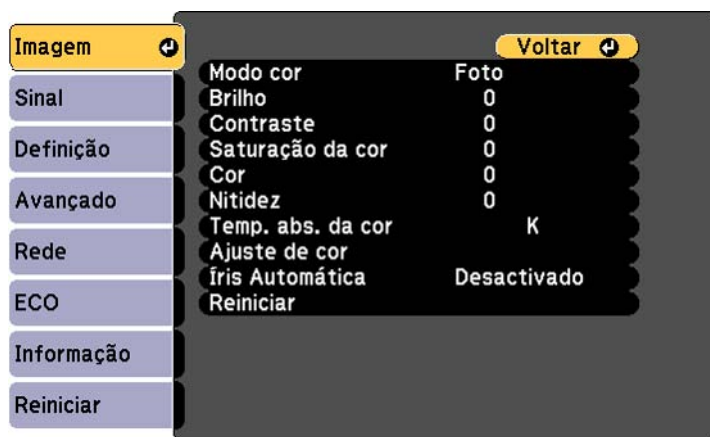 Imagem
Sinal
Definição
Avançado
Rede
ECO
Informação
Reiniciar
Voltar
Modo cor Foto
Brilho 0
Contraste 0
Saturação da cor 0
Cor 0
Nitidez 0
Temp. abs. da cor K
Ajuste de cor
Íris Automática Desactivado
Reiniciar